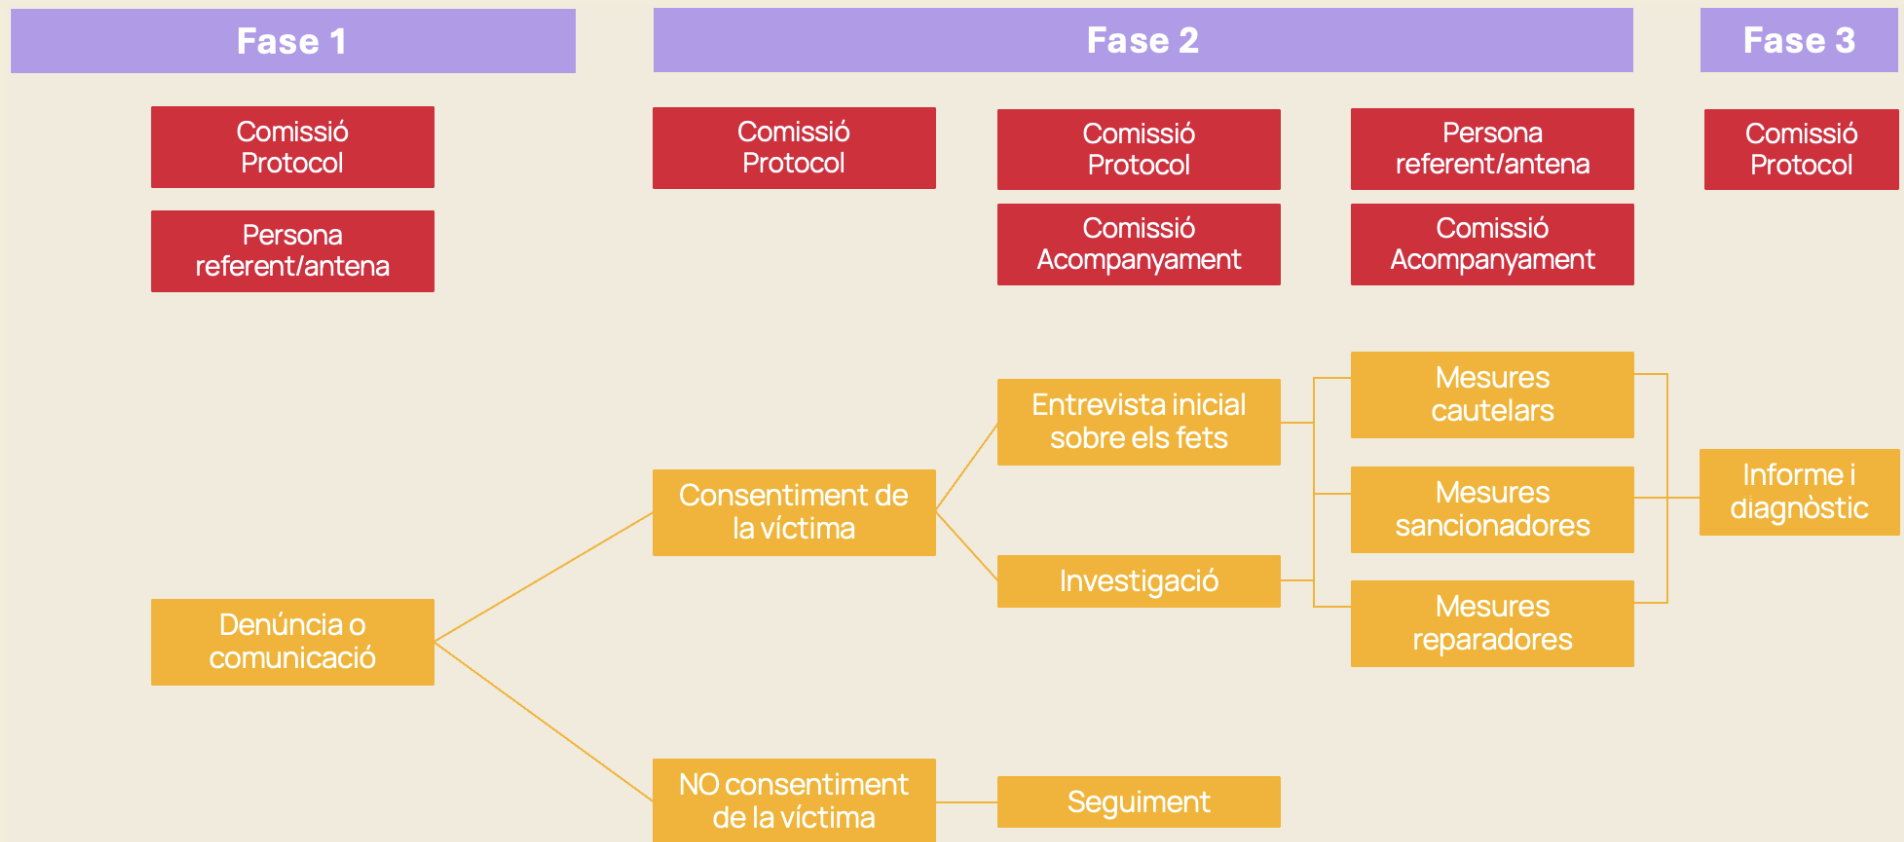 Fase 1
Fase 2
Fase 3
Comissió
Protocol
Persona
referent/antena
Comissió
Protocol
Comissió
Protocol
Comissió
Acompanyament
Persona
referent/antena
Comissió
Acompanyament
Comissió
Protocol
Denúncia o
comunicació
Consentiment de
la víctima
NO consentiment
de la víctima
Entrevista inicial
sobre els fets
Investigació
Seguiment
Mesures
cautelars
Mesures
sancionadores
Mesures
reparadores
Informe i
diagnòstic